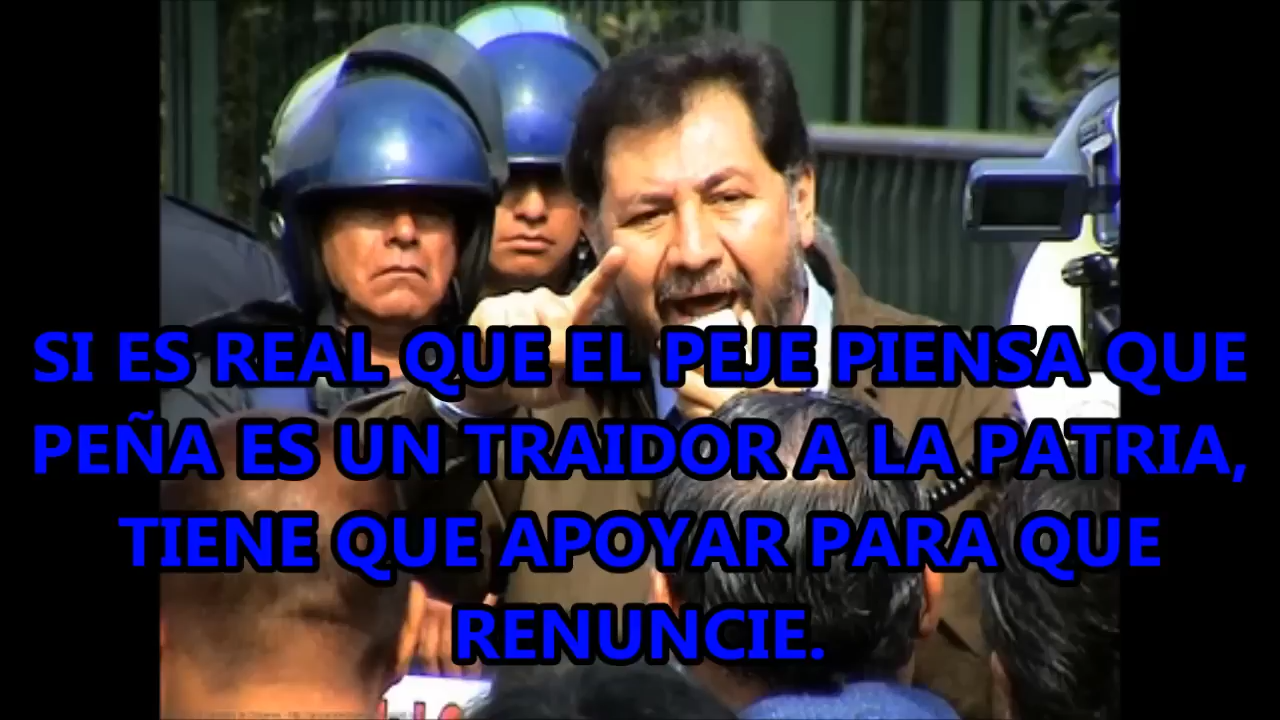 SI ES REAL QUE EL PEJE PIENSA QUE
PEÑA ES UN TRAIDOR A LA PATRIA,
TIENE QUE APOYAR PARA QUE
RENUNCIE.